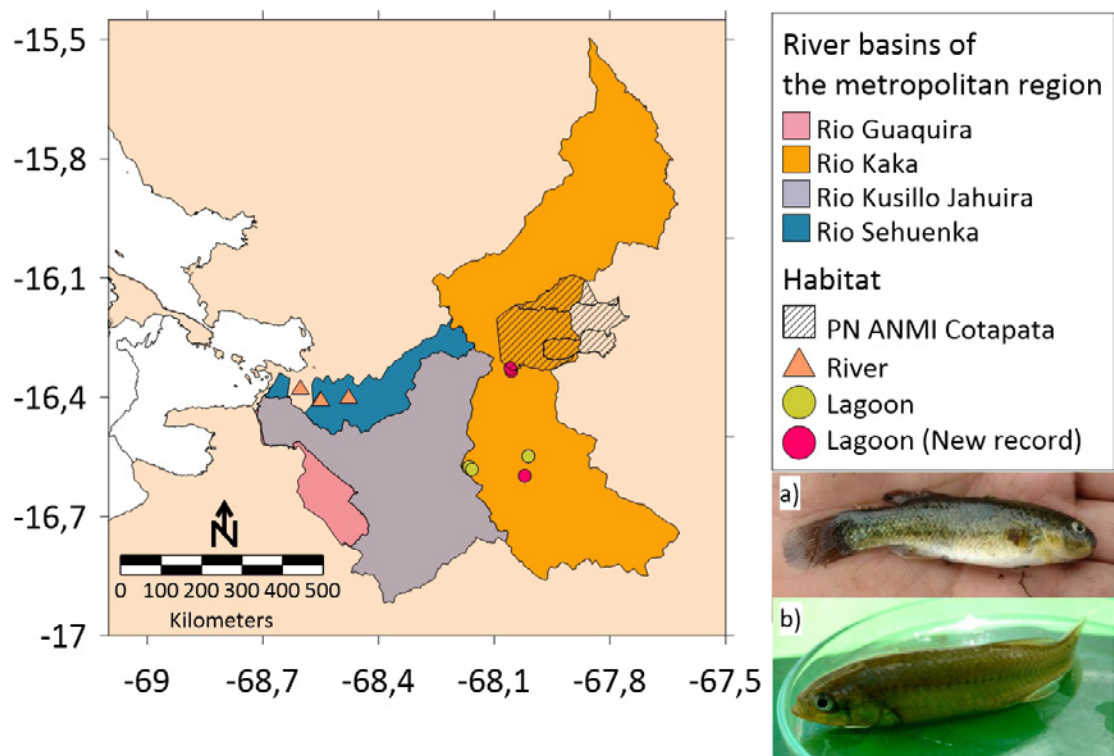 -15,5
-15,8
-16,1
-16,4
-16,7
-17
-69
-68,7
-68,4
-68,1
-67,8
-67,5
N
0 100 200 300 400 500
Kilometers
River basins of
the metropolitan region
Rio Guaquira
Rio Kaka
Rio Kusillo Jahuira
Rio Sehuenka
Habitat
PN ANMI Cotapata
River
Lagoon
Lagoon (New record)
a)
b)